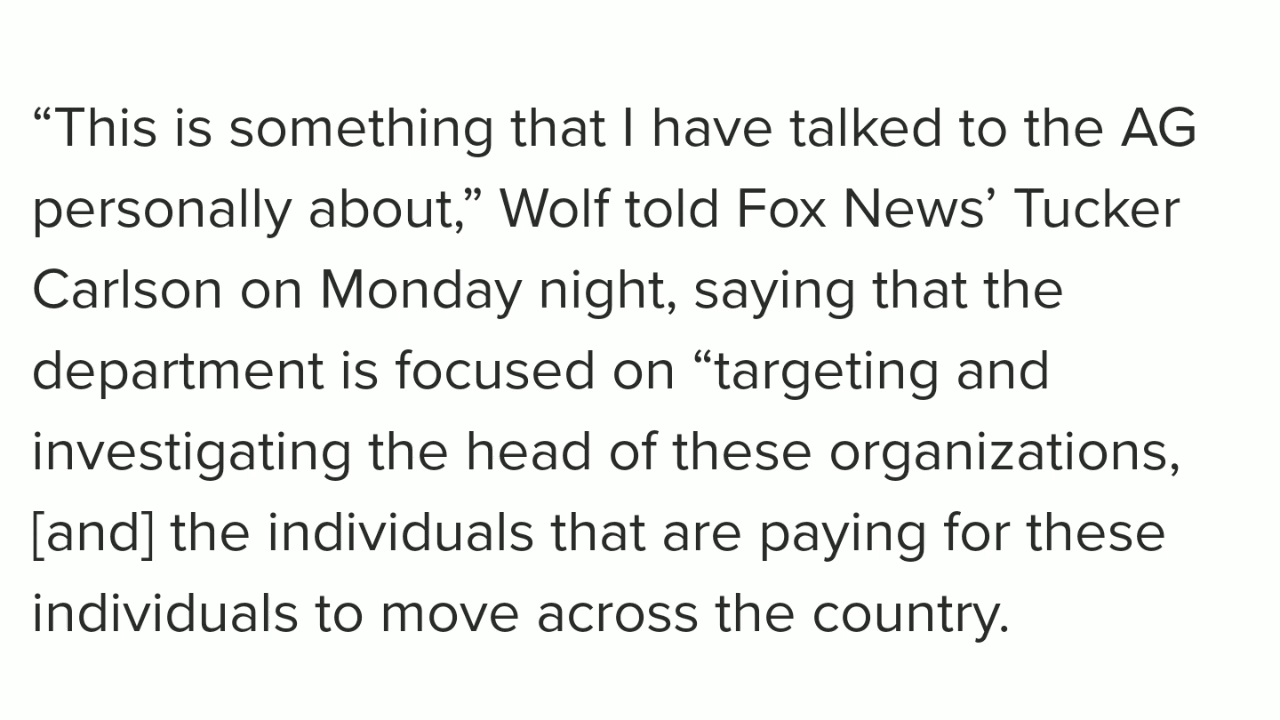 “This is something that I have talked to the AG
personally about,” Wolf told Fox News’ Tucker
Carlson on Monday night, saying that the
department is focused on “targeting and
investigating the head of these organizations,
[and] the individuals that are paying for these
individuals to move across the country.